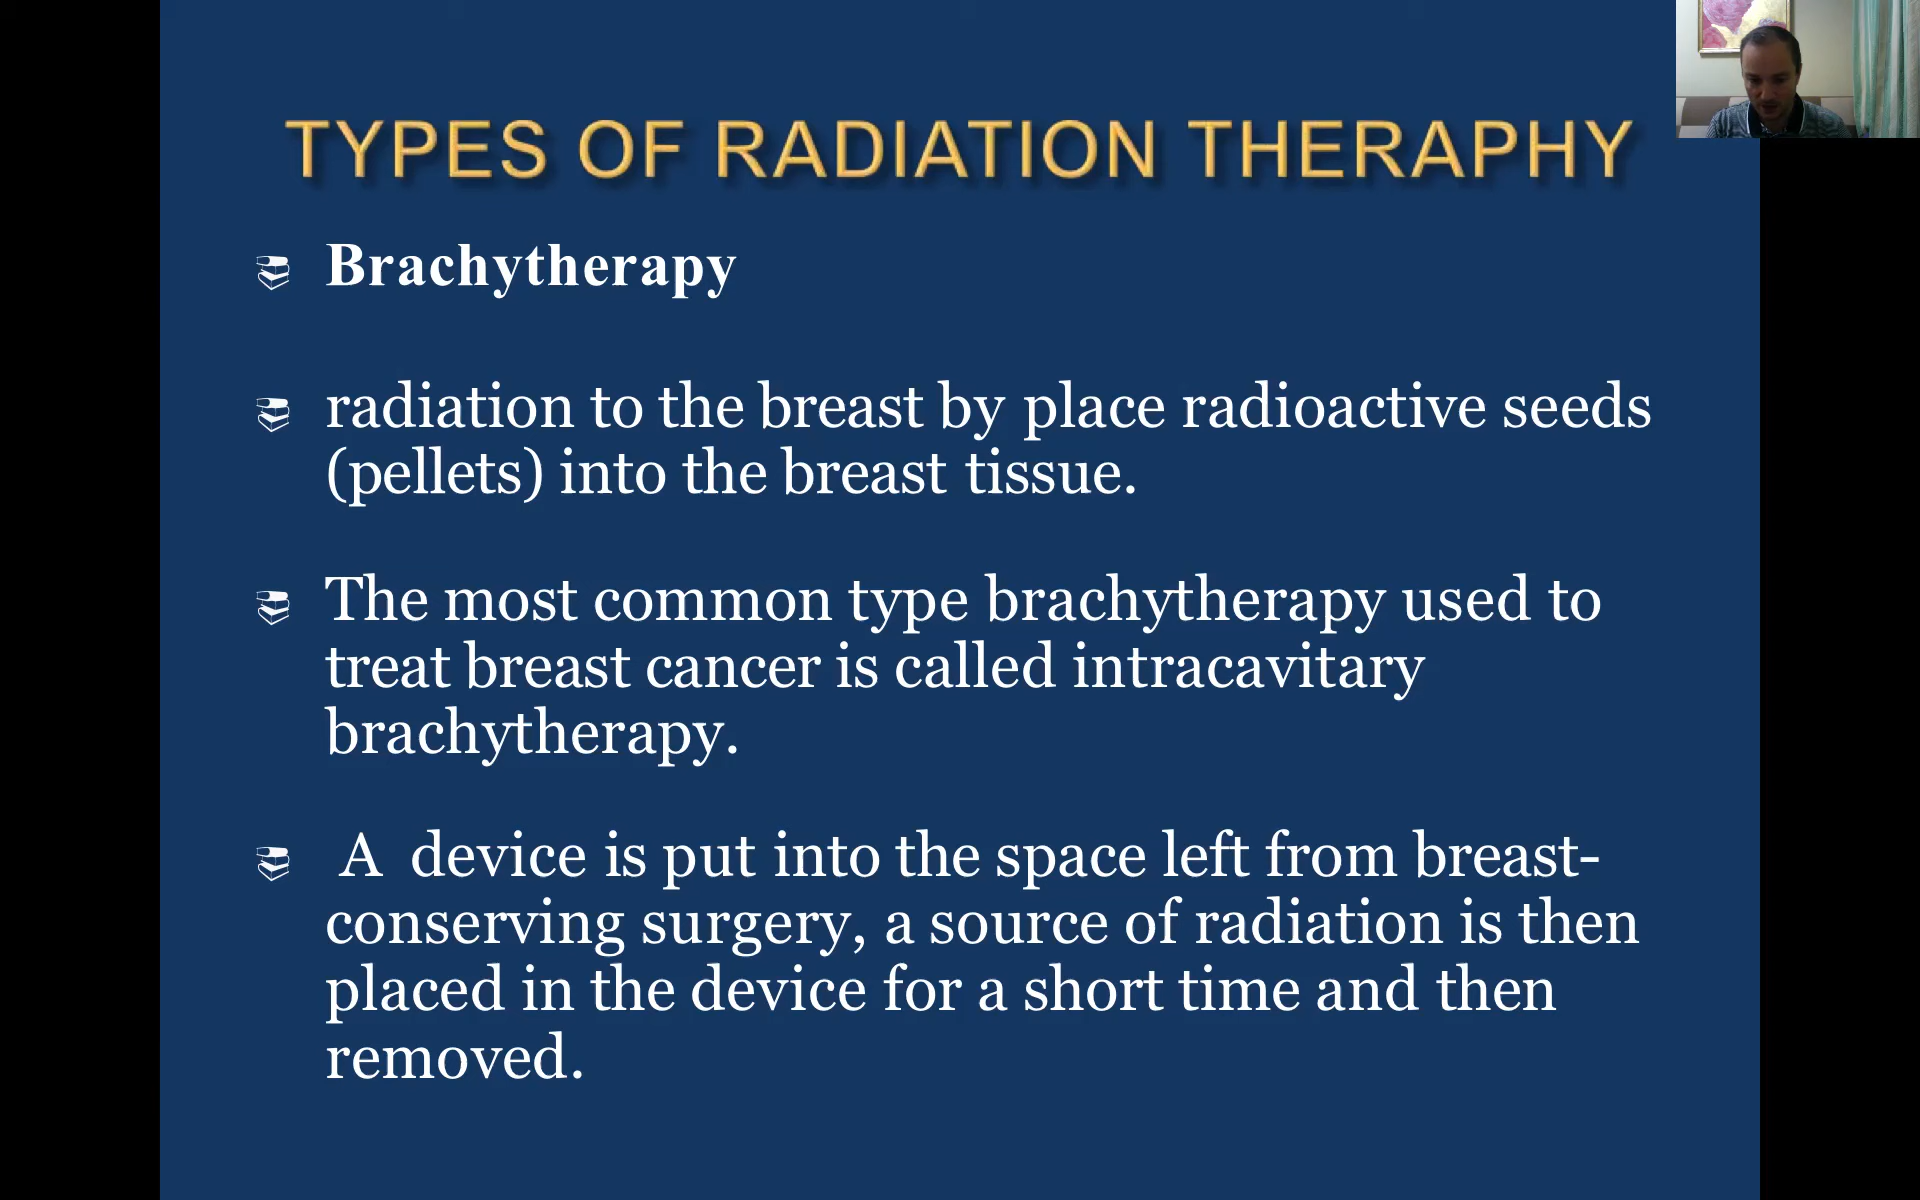 TYPES OF RADIATION THERAPHY
Brachytherapy
radiation to the breast by place radioactive seeds
(pellets) into the breast tissue.
The most common type brachytherapy used to
treat breast cancer is called intracavitary
brachytherapy.
A device is put into the space left from breast-
conserving surgery, a source of radiation is then
placed in the device for a short time and then
removed.